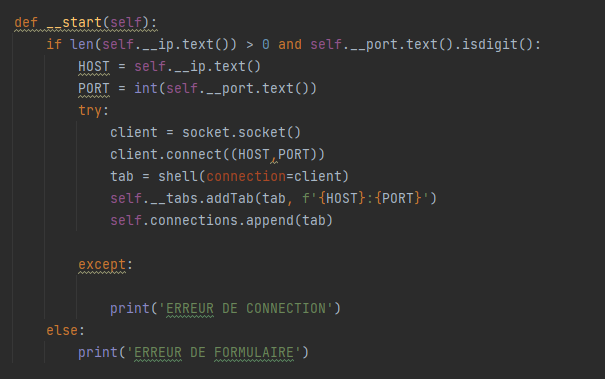 def __start(self):
    if len(self.__ip.text()) > 0 and self.__port.text().isdigit():
        HOST = self.__ip.text()
        PORT = int(self.__port.text())
        try:
            client = socket.socket()
            client.connect((HOST,PORT))
            tab = shell(connection=client)
            self.__tabs.addTab(tab, f'{HOST}:{PORT}')
            self.connections.append(tab)
        except:
            print('ERREUR DE CONNECTION')
    else:
        print('ERREUR DE FORMULAIRE')